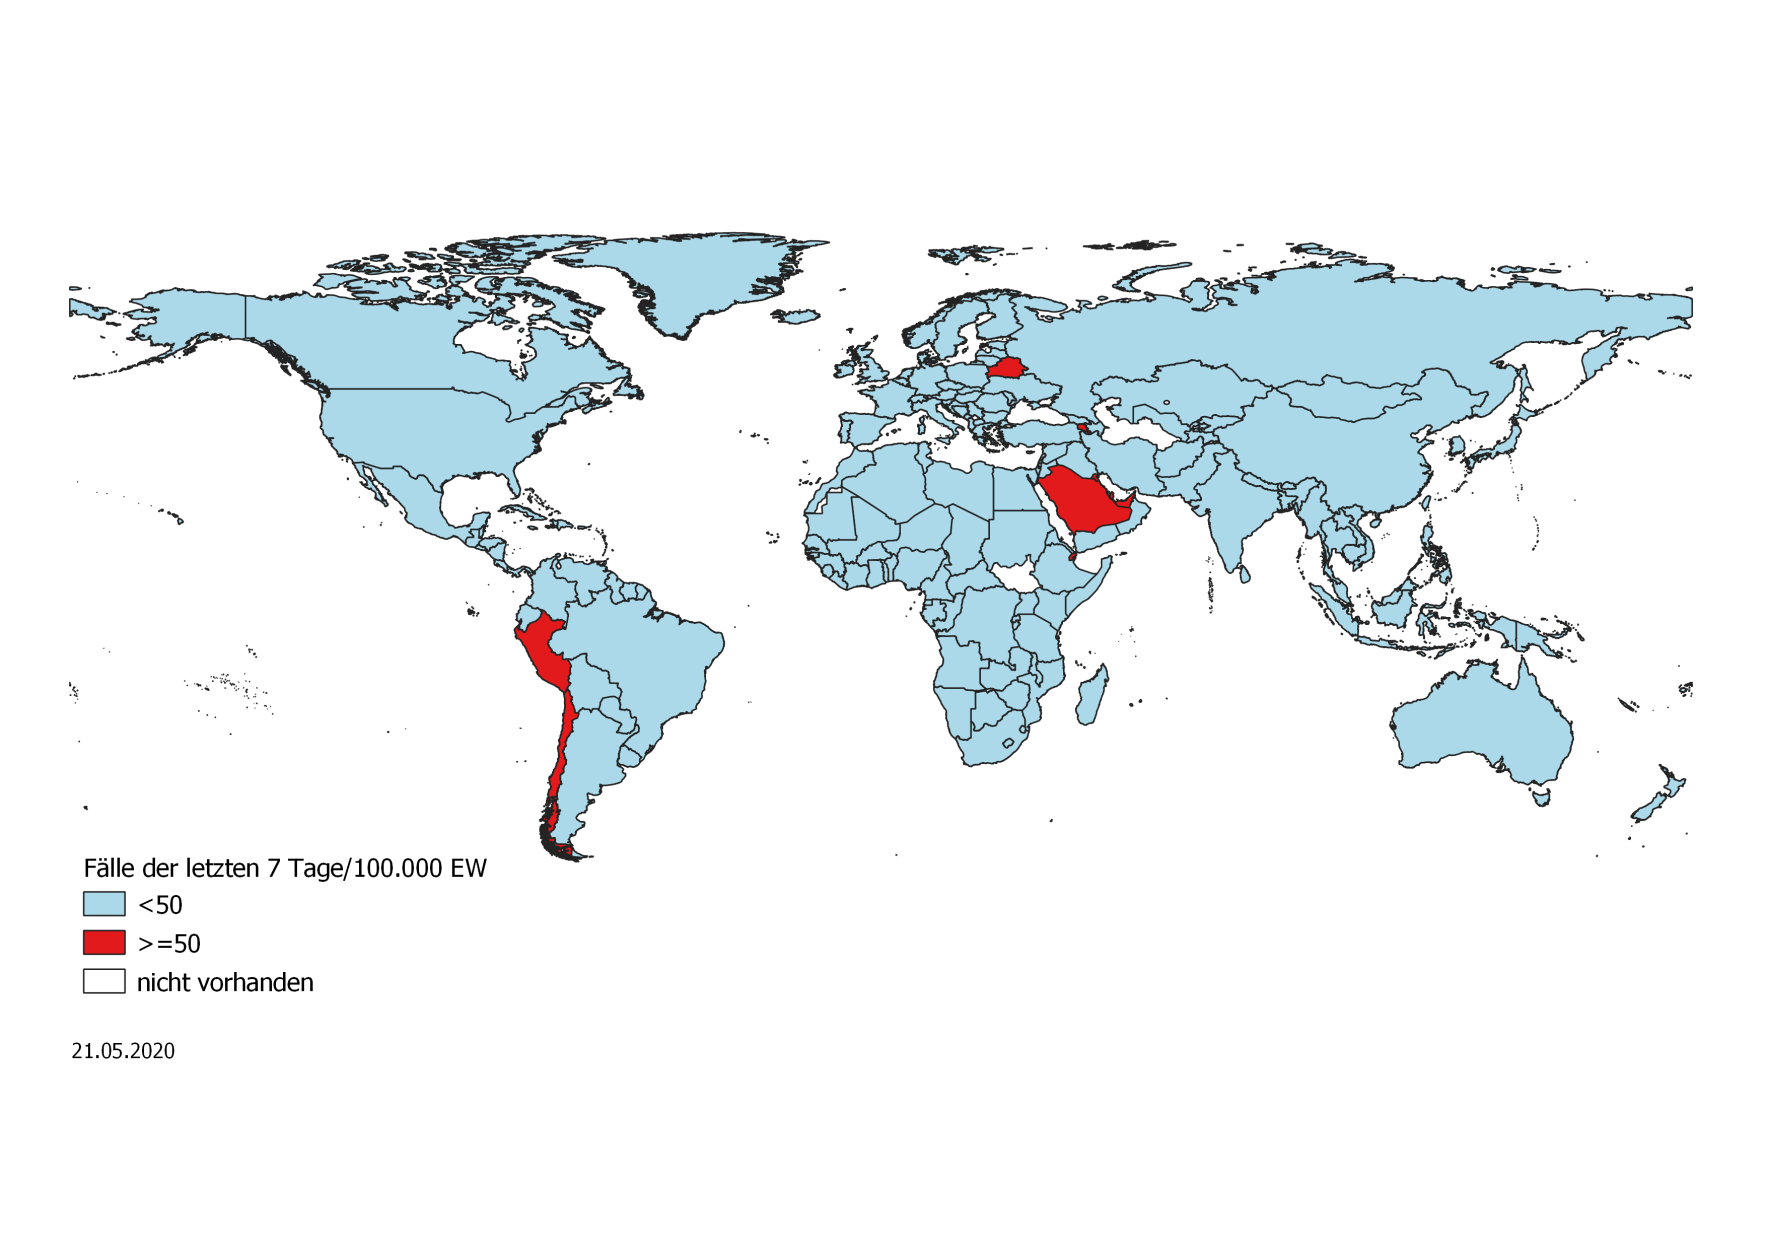 Fälle der letzten 7 Tage/100.000 EW
<50
>=50
nicht vorhanden
21.05.2020